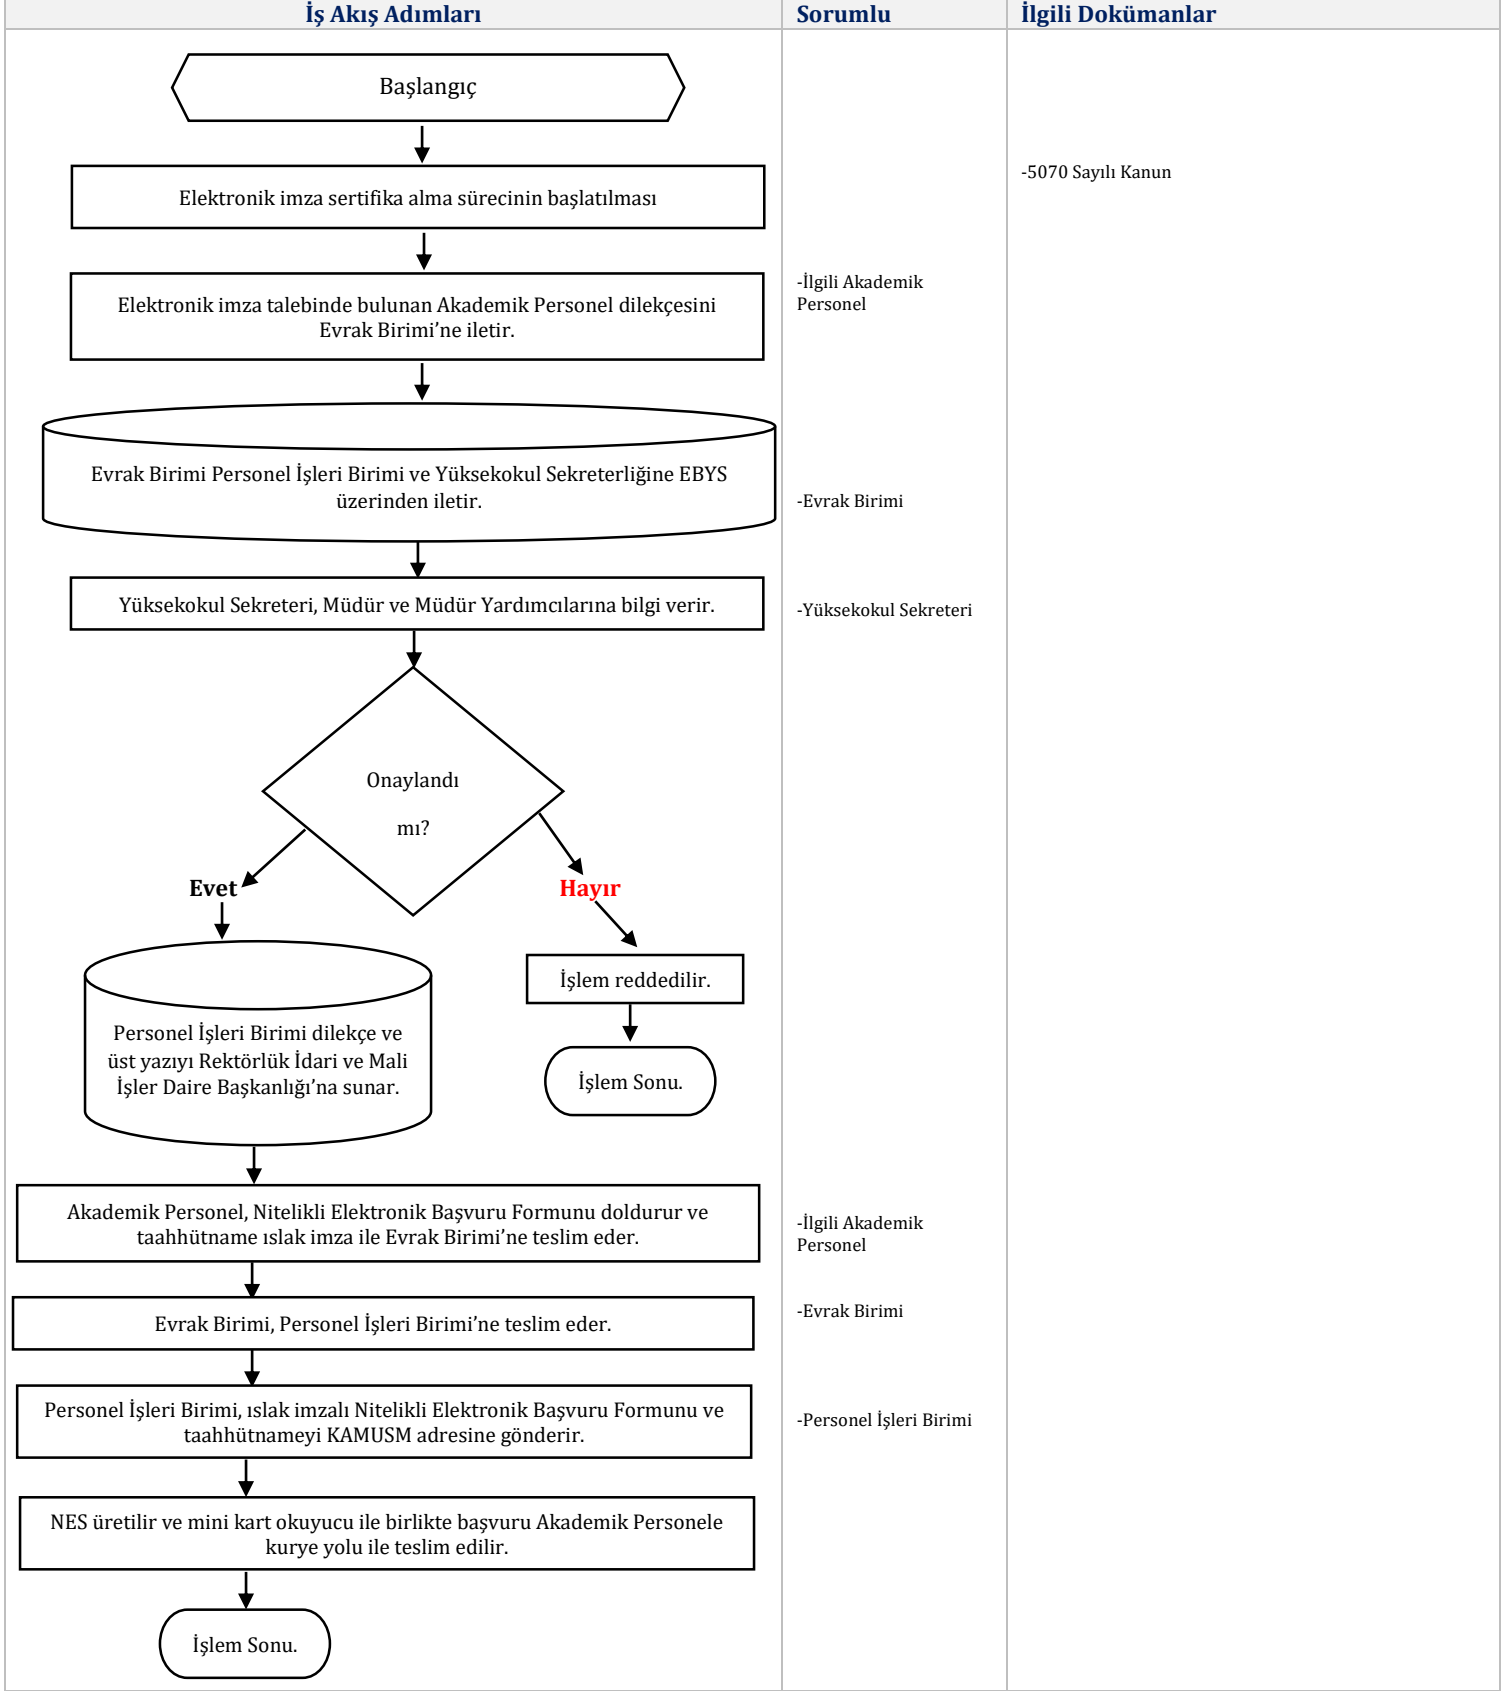 İş Akış Adımları
Sorumlu
İlgili Dokümanlar
Başlangıç
Elektronik imza sertifika alma sürecinin başlatılması
-5070 Sayılı Kanun
Elektronik imza talebinde bulunan Akademik Personel dilekçesini
Evrak Birimi’ne iletir.
-İlgili Akademik
Personel
Evrak Birimi Personel İşleri Birimi ve Yüksekokul Sekreterliğine EBYS
üzerinden iletir.
-Evrak Birimi
Yüksekokul Sekreteri, Müdür ve Müdür Yardımcılarına bilgi verir.
-Yüksekokul Sekreteri
Onaylandı
mı?
Evet
Hayır
Personel İşleri Birimi dilekçe ve
üst yazıyı Rektörlük İdari ve Mali
İşler Daire Başkanlığı’na sunar.
İşlem reddedilir.
İşlem Sonu.
Akademik Personel, Nitelikli Elektronik Başvuru Formunu doldurur ve
taahhütname ıslak imza ile Evrak Birimi’ne teslim eder.
-İlgili Akademik
Personel
Evrak Birimi, Personel İşleri Birimi’ne teslim eder.
-Evrak Birimi
Personel İşleri Birimi, ıslak imzalı Nitelikli Elektronik Başvuru Formunu ve
taahhütnameyi KAMUSM adresine gönderir.
-Personel İşleri Birimi
NES üretilir ve mini kart okuyucu ile birlikte başvuru Akademik Personele
kurye yolu ile teslim edilir.
İşlem Sonu.